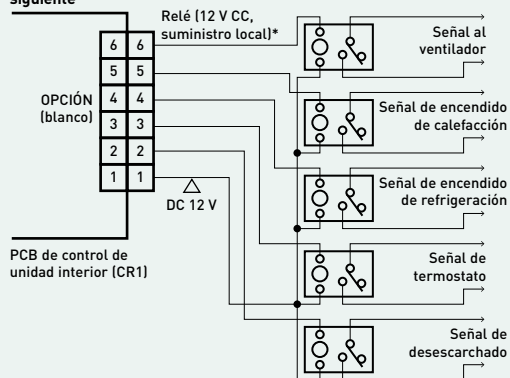 siguiente
Relé (12 V CC,
suministro local)*
6 6
5 5
4 4
3 3
2 2
1 1
OPCIÓN
(blanco)
DC 12 V
PCB de control de
unidad interior (CR1)
Señal al
ventilador
Señal de encendido
de calefacción
Señal de encendido
de refrigeración
Señal de
termostato
Señal de
desescarchado